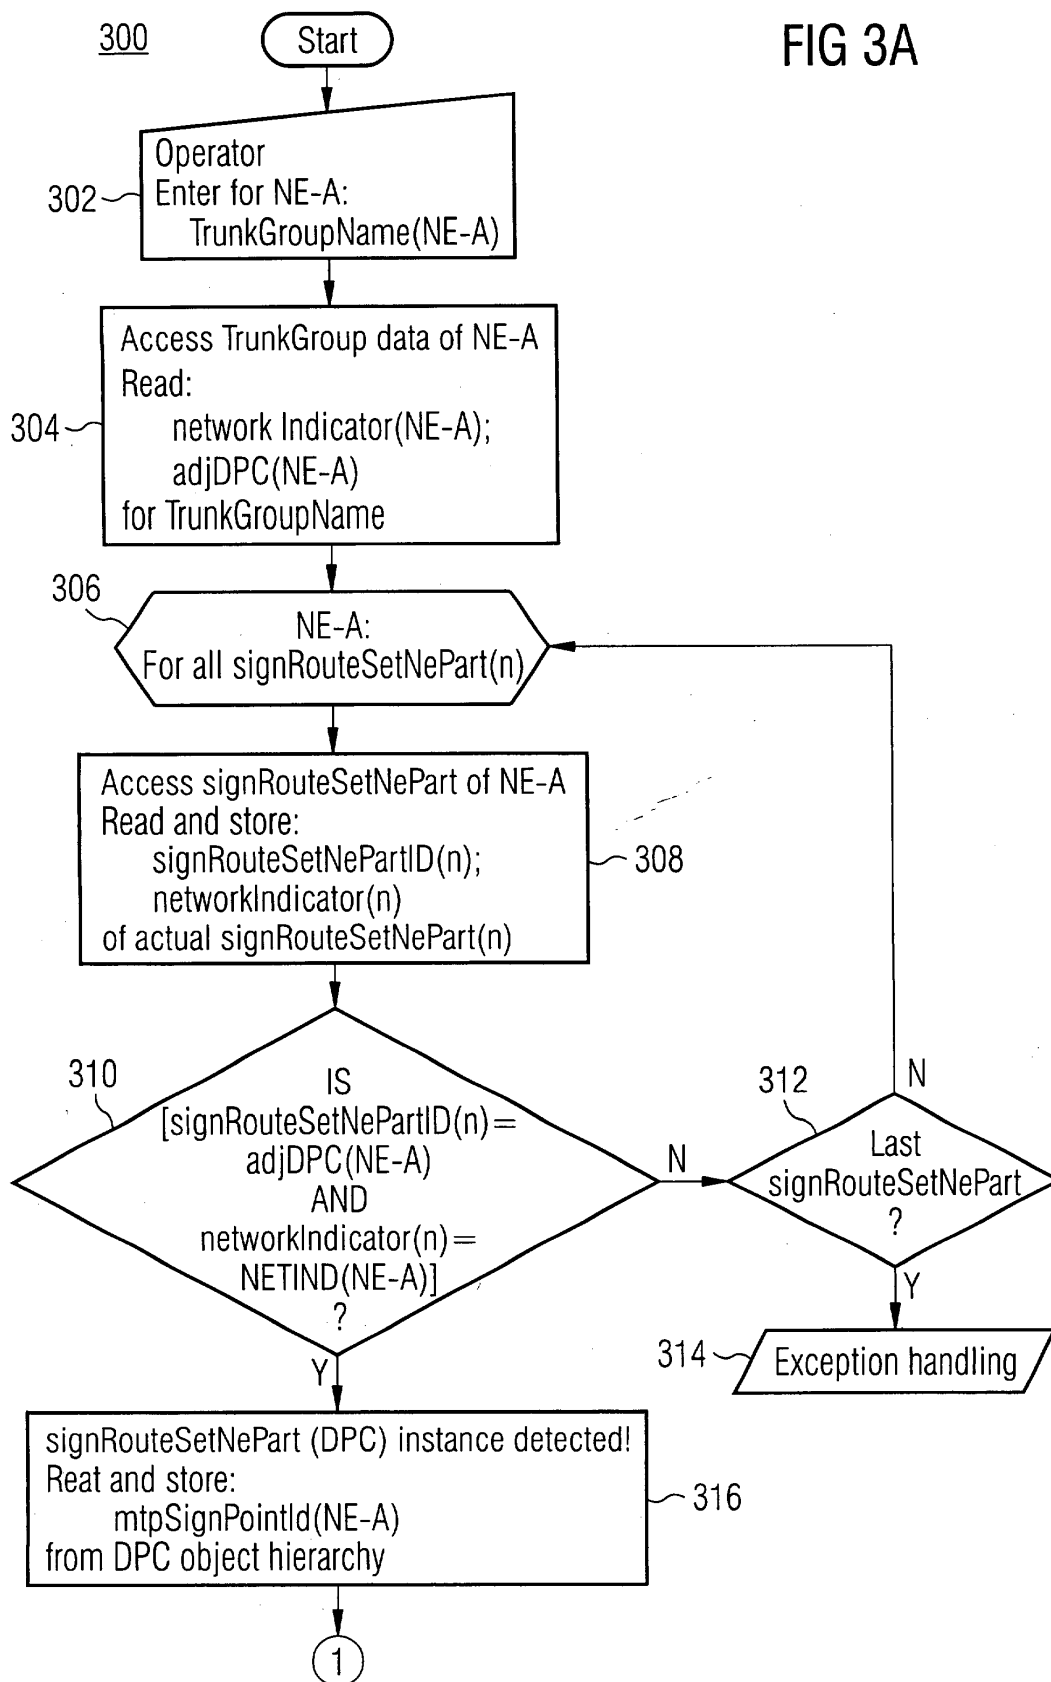 300
Start
FIG 3A
302
Operator
Enter for NE-A:
TrunkGroupName(NE-A)
304
Access TrunkGroup data of NE-A
Read:
network Indicator(NE-A);
adjDPC(NE-A)
for TrunkGroupName
306
NE-A:
For all signRouteSetNePart(n)
Access signRouteSetNePart of NE-A
Read and store:
signRouteSetNePartID(n);
networkIndicator(n)
of actual signRouteSetNePart(n)
308
310
IS
[signRouteSetNePartID(n)=
adjDPC(NE-A)
AND
networkIndicator(n)=
NETIND(NE-A)]
?
N
Y
312
N
Last
signRouteSetNePart
?
Y
314
Exception handling
signRouteSetNePart (DPC) instance detected!
Reat and store:
mtpSignPointId(NE-A)
from DPC object hierarchy
316
1